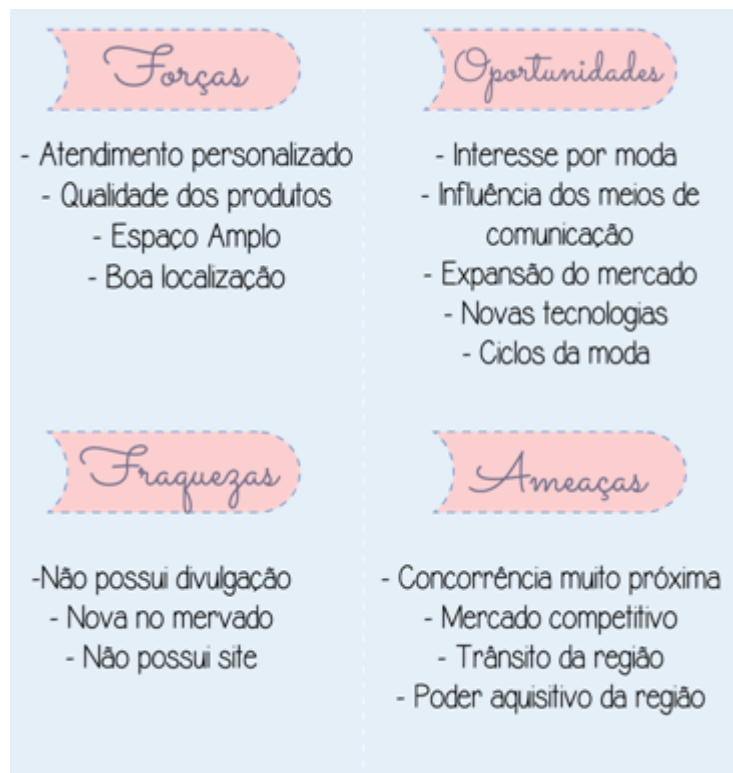 Forças
- Atendimento personalizado
- Qualidade dos produtos
- Espaço Amplo
- Boa localização
Oportunidades
- Interesse por moda
- Influência dos meios de
comunicação
- Expansão do mercado
- Novas tecnologias
- Ciclos da moda
Fraquezas
-Não possui divulgação
- Nova no mervado
- Não possui site
Ameaças
- Concorrência muito próxima
- Mercado competitivo
- Trânsito da região
- Poder aquisitivo da região